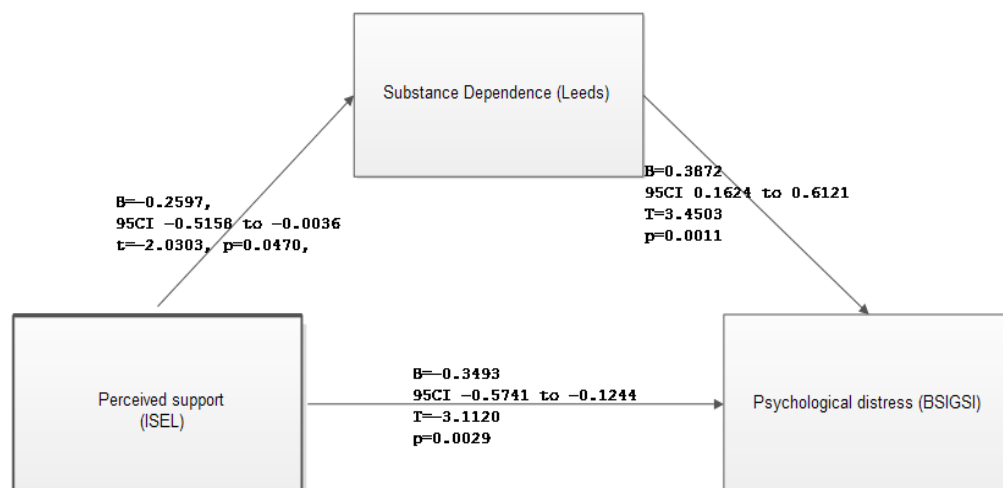 Substance Dependence (Leeds)
B=-0.2597,
95CI -0.5158 to -0.0036
t=-2.0303, p=0.0470,
B=0.3872
95CI 0.1624 to 0.6121
T=3.4503
p=0.0011
Perceived support
(ISEL)
B=-0.3493
95CI -0.5741 to -0.1244
T=-3.1120
p=0.0029
Psychological distress (BSIGSI)